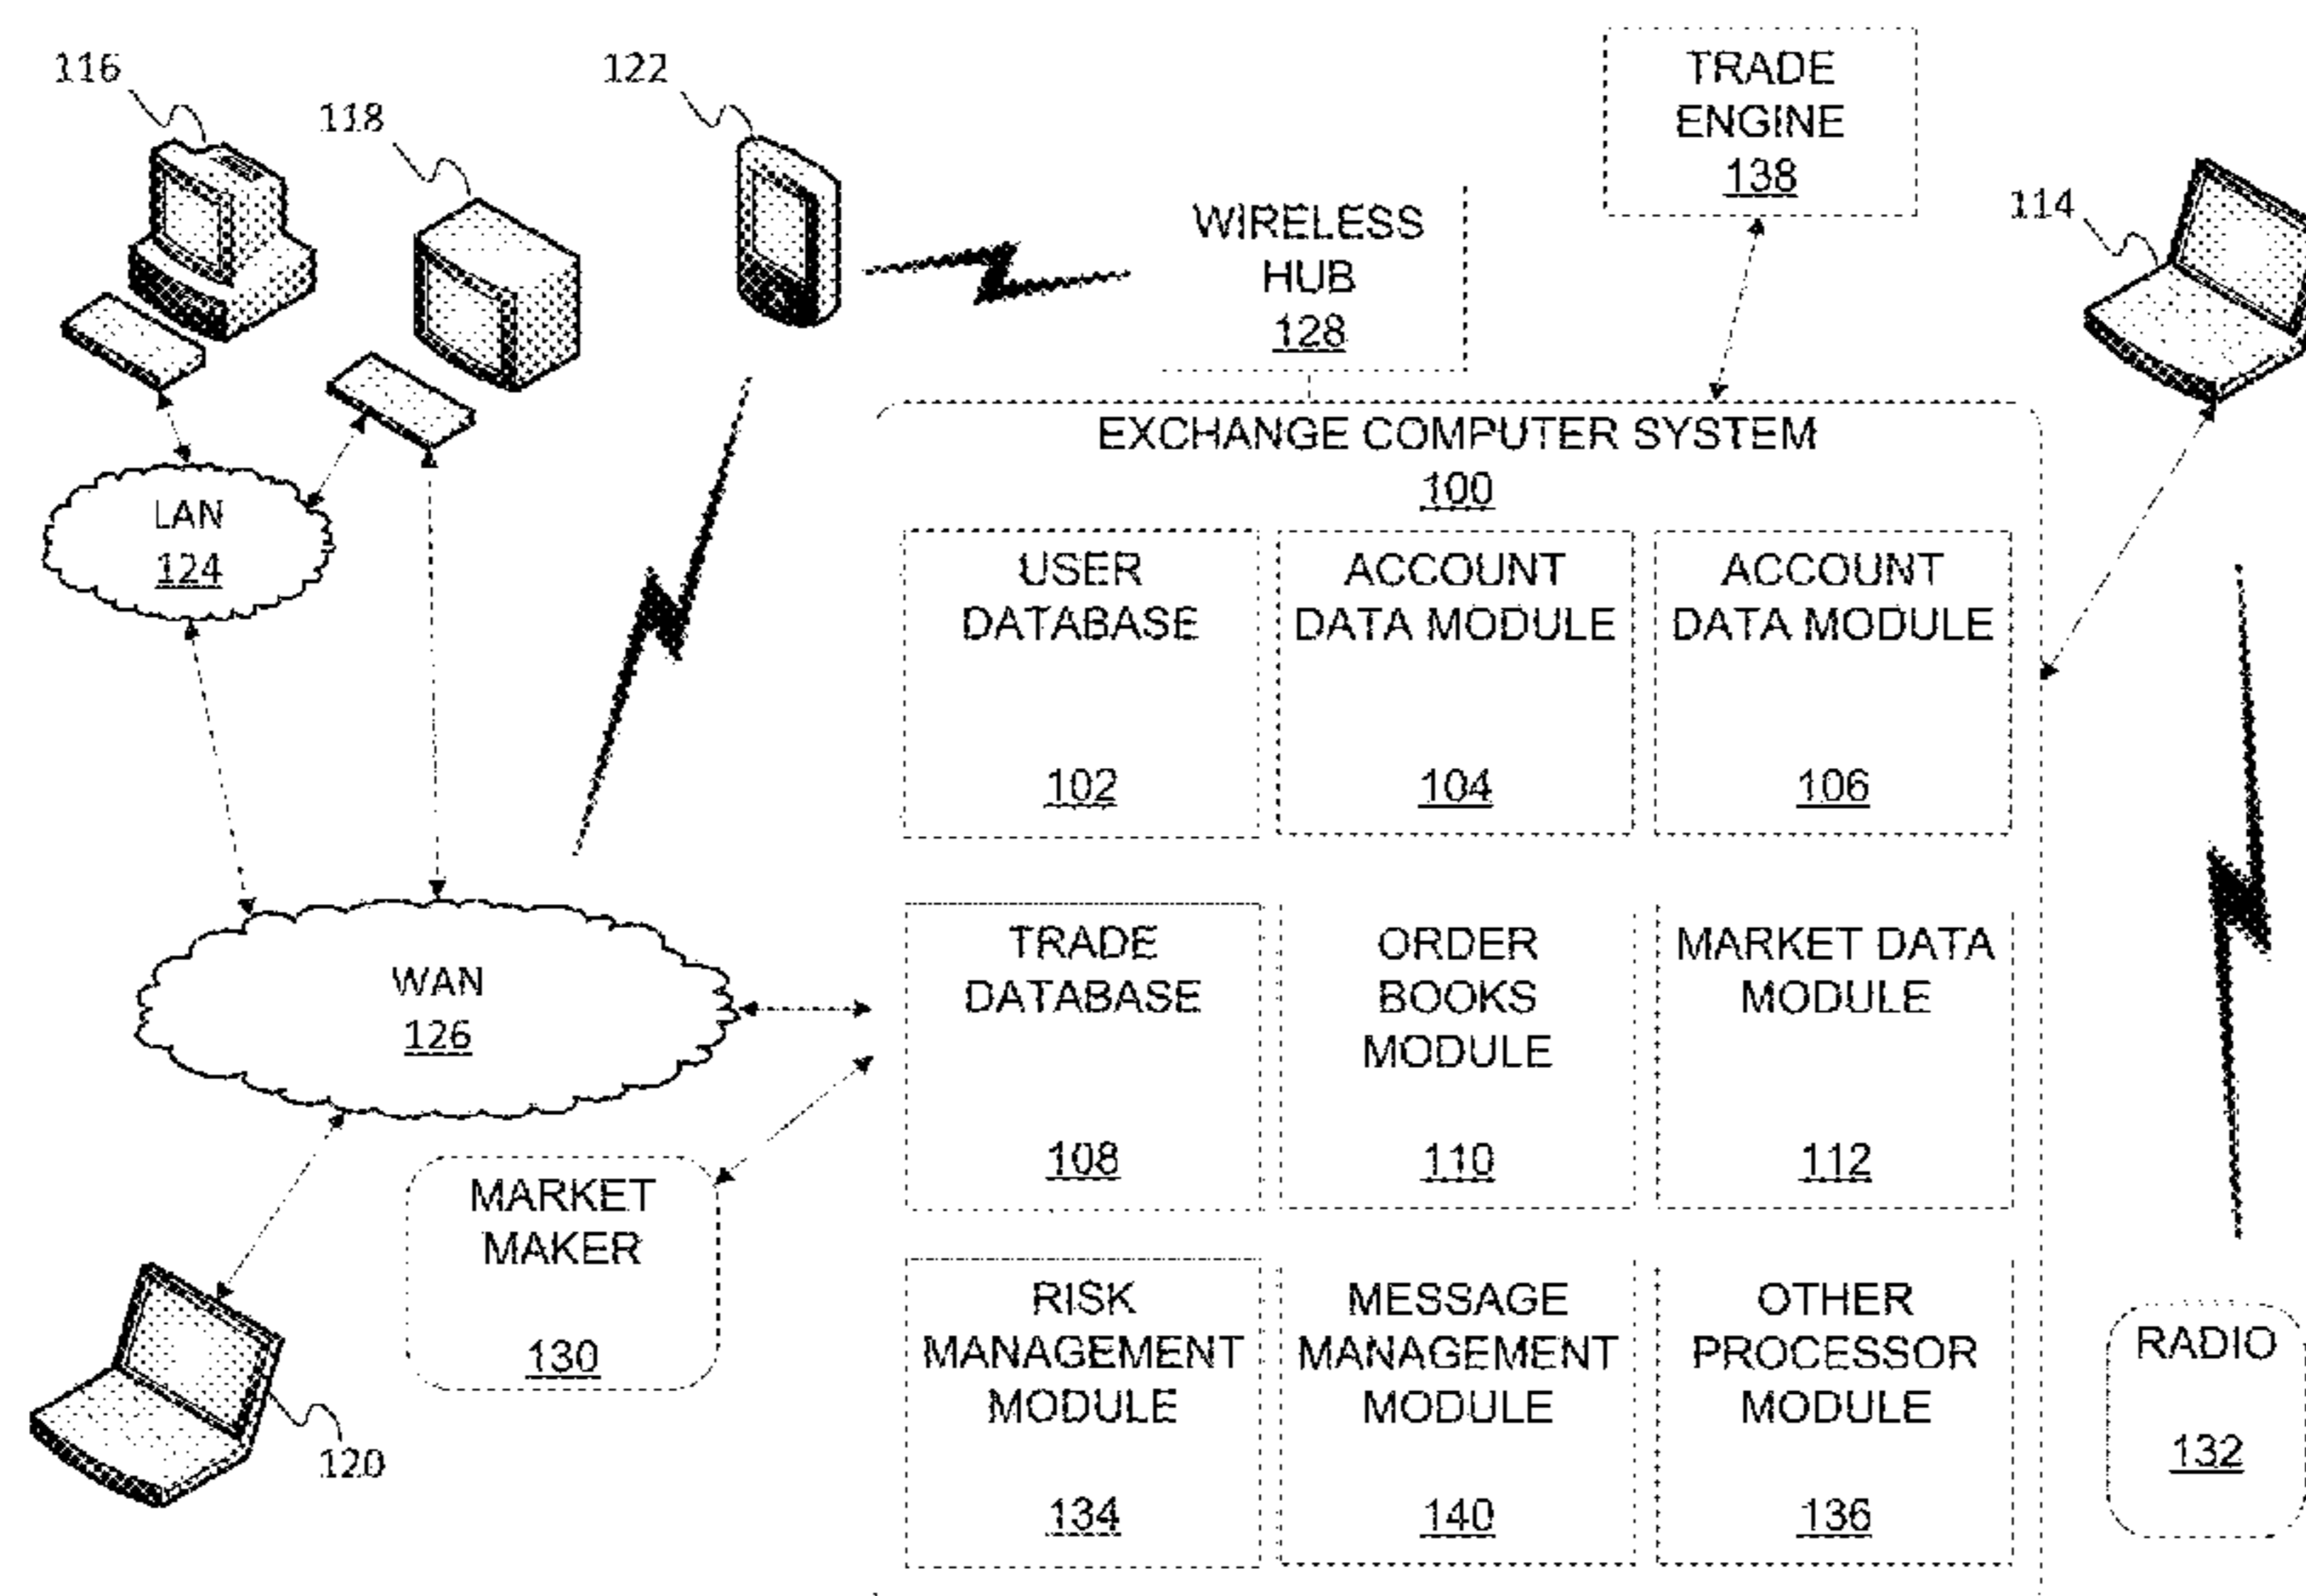 116
118
122
TRADE
ENGINE
138
114
WIRELESS
HUB
128
EXCHANGE COMPUTER SYSTEM
100
LAN
124
USER
DATABASE
102
ACCOUNT
DATA MODULE
104
ACCOUNT
DATA MODULE
106
WAN
126
TRADE
DATABASE
108
ORDER
BOOKS
MODULE
110
MARKET DATA
MODULE
112
MARKET
MAKER
130
120
RISK
MANAGEMENT
MODULE
134
MESSAGE
MANAGEMENT
MODULE
140
OTHER
PROCESSOR
MODULE
136
RADIO
132